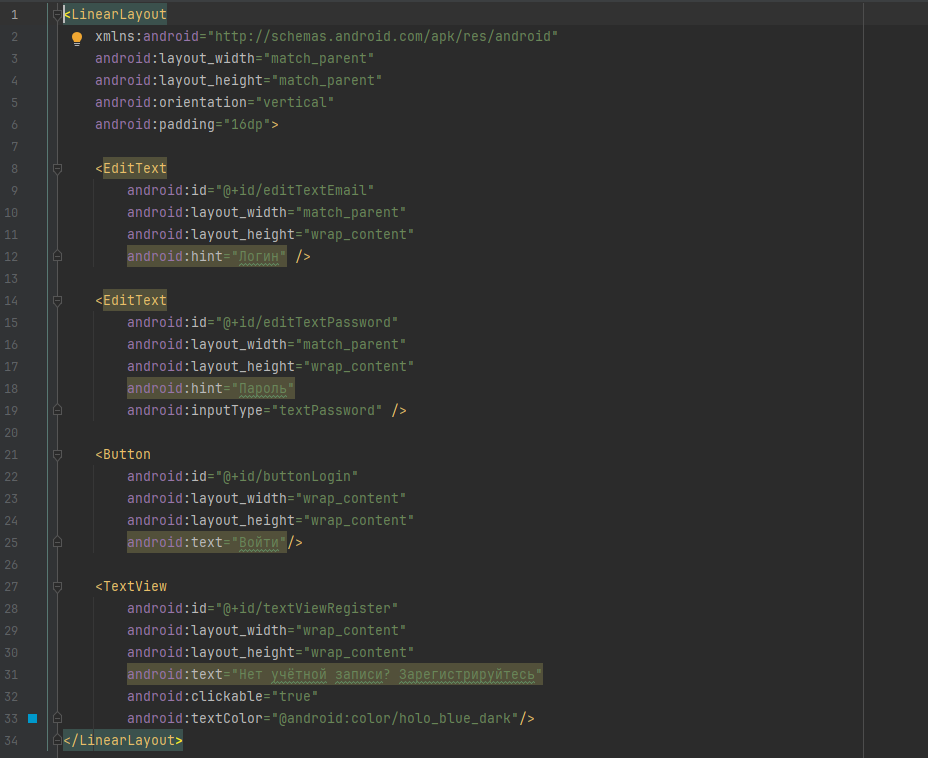 1 <LinearLayout
2 xmlns:android="http://schemas.android.com/apk/res/android"
3 android:layout_width="match_parent"
4 android:layout_height="match_parent"
5 android:orientation="vertical"
6 android:padding="16dp">
7
8 <EditText
9 android:id="@+id/editTextEmail"
10 android:layout_width="match_parent"
11 android:layout_height="wrap_content"
12 android:hint="Логин" />
13
14 <EditText
15 android:id="@+id/editTextPassword"
16 android:layout_width="match_parent"
17 android:layout_height="wrap_content"
18 android:hint="Пароль"
19 android:inputType="textPassword" />
20
21 <Button
22 android:id="@+id/buttonLogin"
23 android:layout_width="wrap_content"
24 android:layout_height="wrap_content"
25 android:text="Войти"/>
26
27 <TextView
28 android:id="@+id/textViewRegister"
29 android:layout_width="wrap_content"
30 android:layout_height="wrap_content"
31 android:text="Нет учётной записи? Зарегистрируйтесь"
32 android:clickable="true"
33 android:textColor="@android:color/holo_blue_dark"/>
34 </LinearLayout>